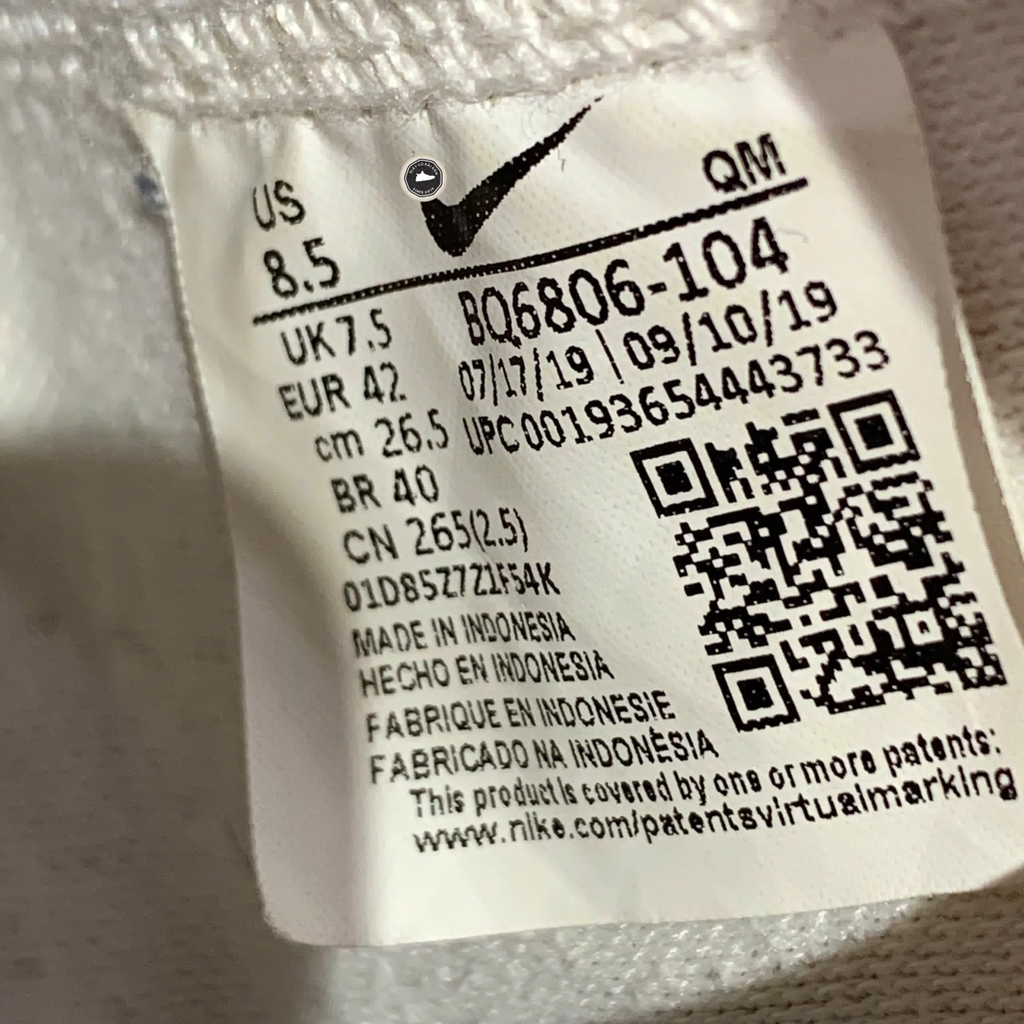 US
8.5
QM
UK 7.5
BQ6806-104
EUR 42
07/17/19 | 09/10/19
cm 26.5
UPC 00193654443733
BR 40
CN 265(2.5)
01D85Z7Z1F54K
MADE IN INDONESIA
HECHO EN INDONESIA
FABRIQUE EN INDONESIE
FABRICADO NA INDONÉSIA
This product is covered by one or more patents:
www.nike.com/patentsvirtualmarking